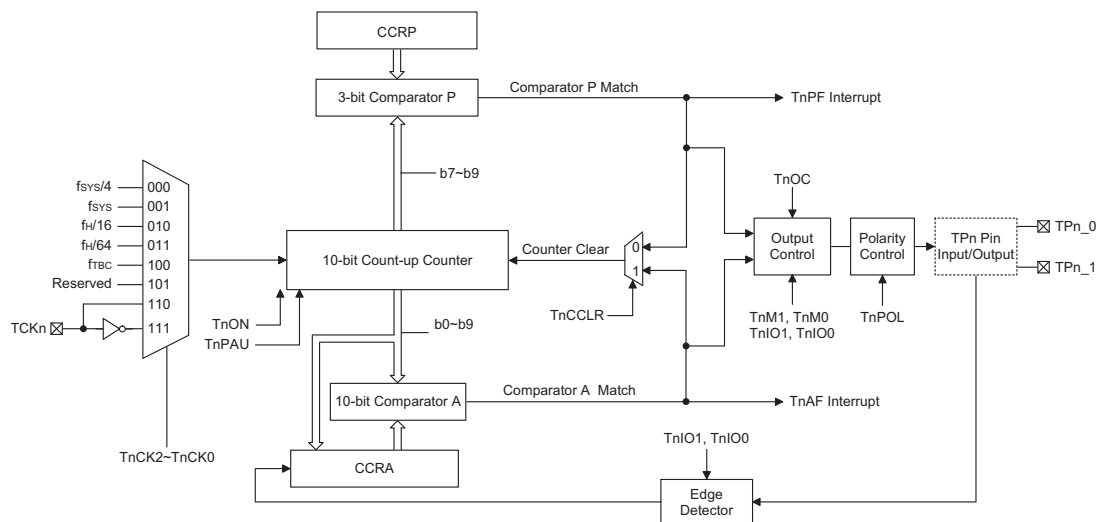 CCRP
3-bit Comparator P
Comparator P Match
TnPF Interrupt
b7~b9
fSYS/4
000
fSYS
001
fH/16
010
fH/64
011
fTBC
100
Reserved
101
110
TCKn
111
TnCK2~TnCK0
10-bit Count-up Counter
Counter Clear
0
1
TnCCLR
TnON
TnPAU
b0~b9
TnOC
Output
Control
TnM1, TnM0
TnIO1, TnIO0
Polarity
Control
TnPOL
TPn Pin
Input/Output
TPn_0
TPn_1
10-bit Comparator A
Comparator A Match
TnAF Interrupt
CCRA
TnIO1, TnIO0
Edge
Detector